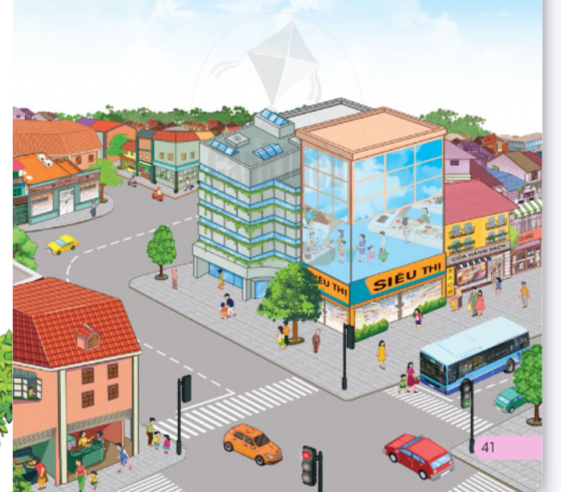 SIÊU THỊ
SIÊU THỊ
CỬA HÀNG SÁCH
41